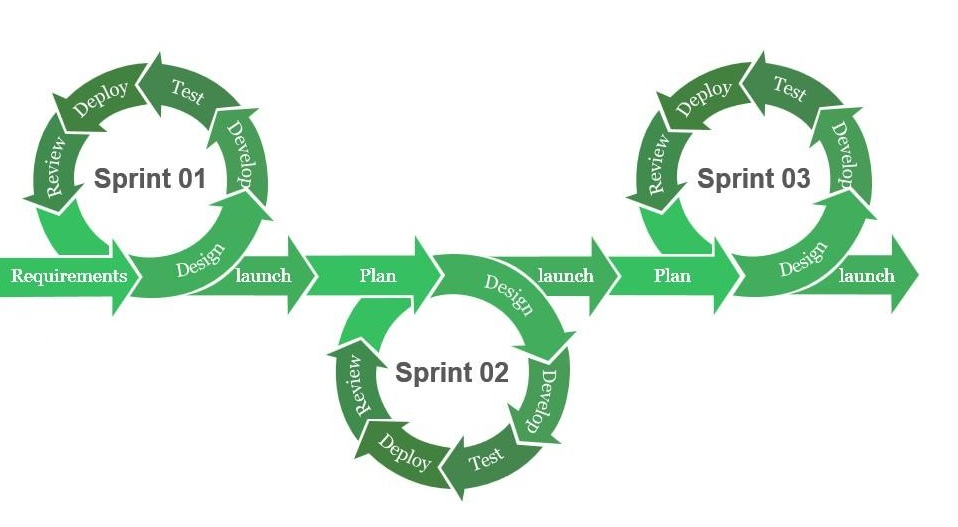 Requirements
Design
Develop
Test
Deploy
Review
Sprint 01
launch
Plan
Design
Develop
Test
Deploy
Review
Sprint 02
launch
Plan
Design
Develop
Test
Deploy
Review
Sprint 03
launch